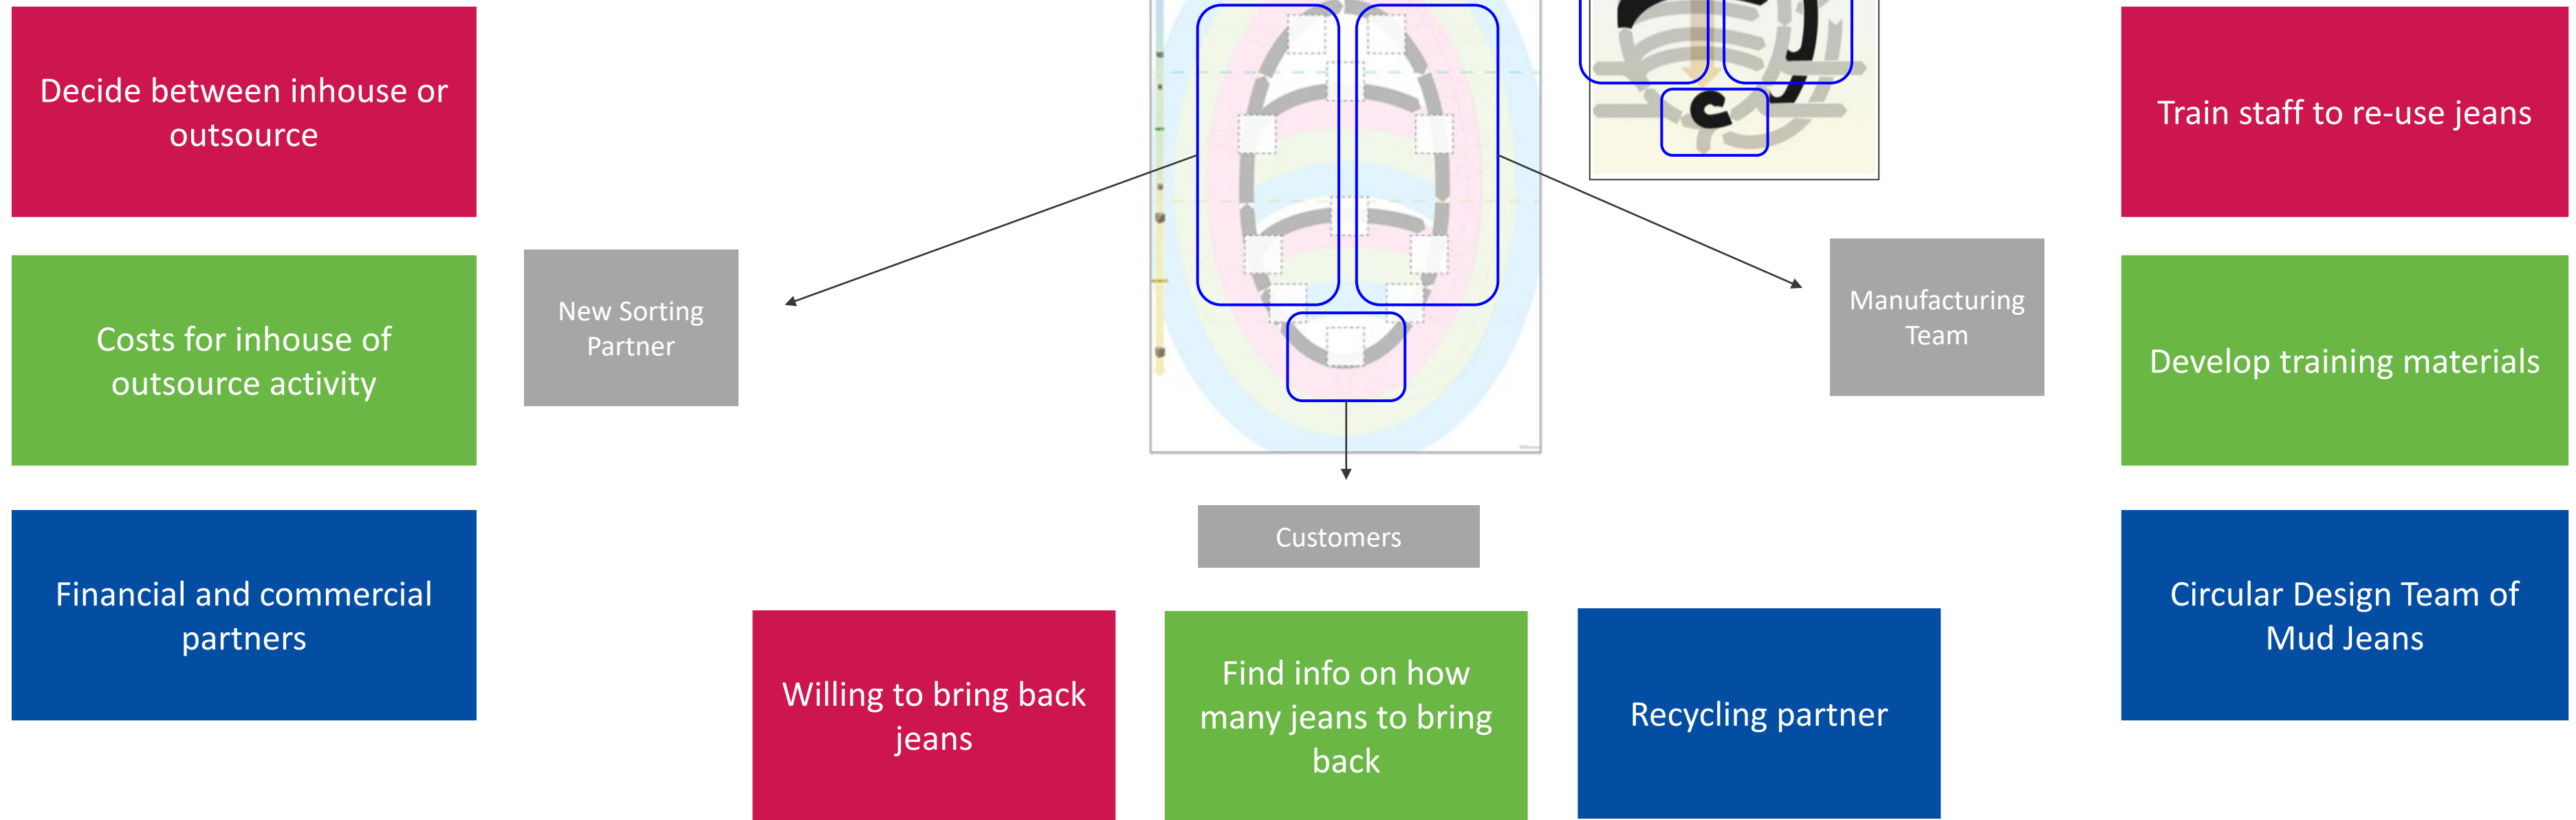 Decide between inhouse or
outsource
Costs for inhouse of
outsource activity
Financial and commercial
partners
New Sorting
Partner
Customers
Willing to bring back
jeans
Find info on how
many jeans to bring
back
Recycling partner
Manufacturing
Team
Train staff to re-use jeans
Develop training materials
Circular Design Team of
Mud Jeans